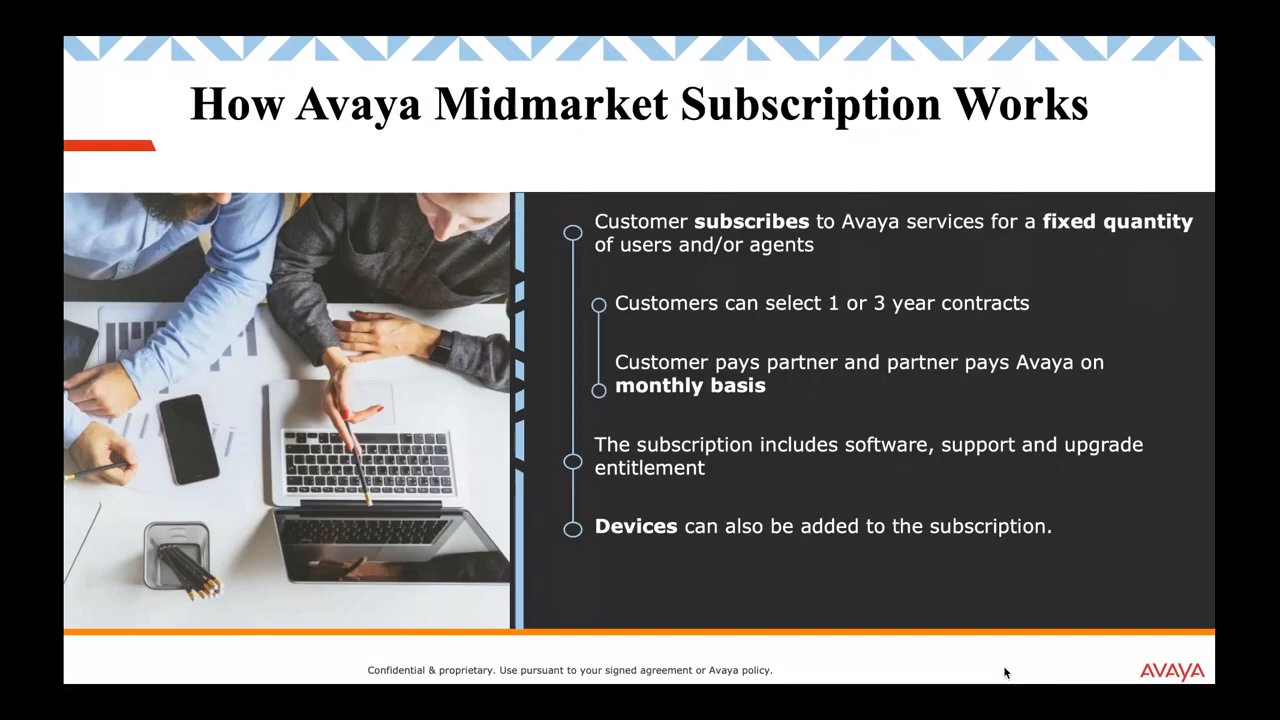 How Avaya Midmarket Subscription Works
Customer subscribes to Avaya services for a fixed quantity
of users and/or agents
Customers can select 1 or 3 year contracts
Customer pays partner and partner pays Avaya on
monthly basis
The subscription includes software, support and upgrade
entitlement
Devices can also be added to the subscription.
Confidential & proprietary. Use pursuant to your signed agreement or Avaya policy.
AVAYA